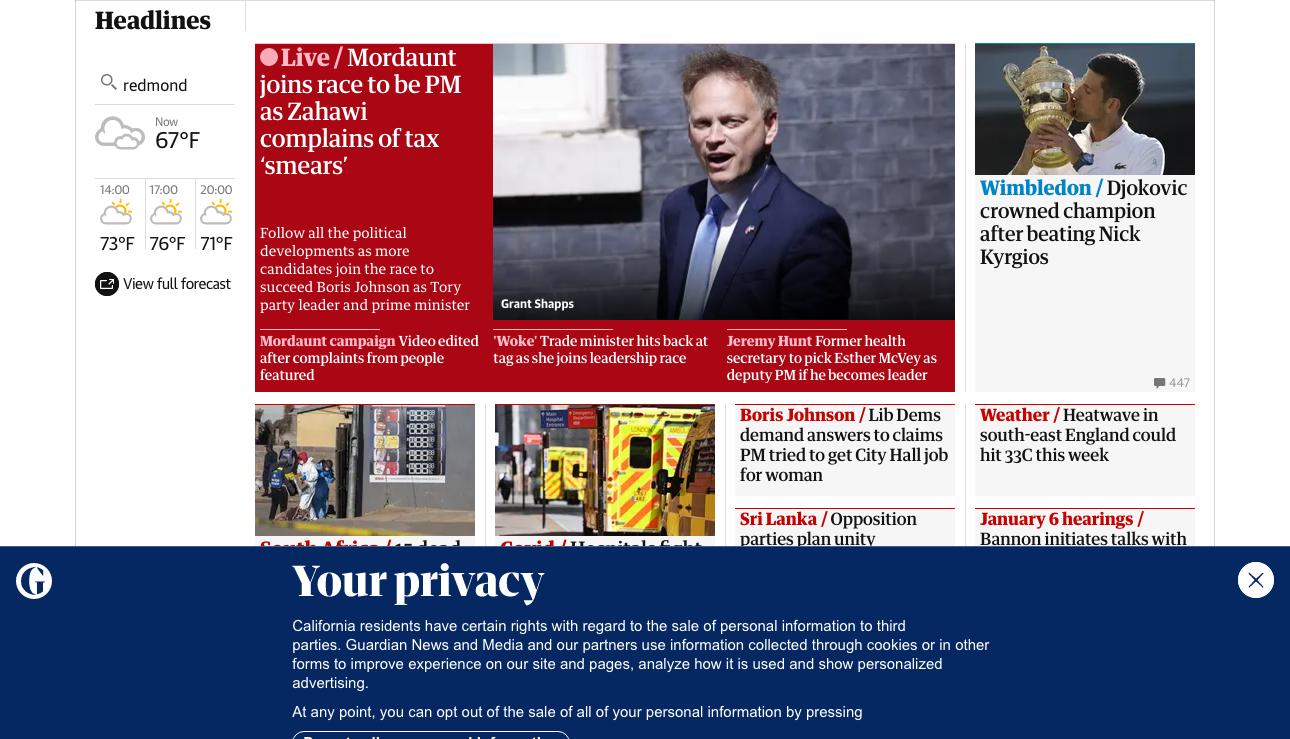 Headlines
redmond
Now
67°F
14:00
17:00
20:00
73°F
76°F
71°F
View full forecast
Live / Mordaunt
joins race to be PM
as Zahawi
complains of tax
‘smears’
Follow all the political
developments as more
candidates join the race to
succeed Boris Johnson as Tory
party leader and prime minister
Grant Shapps
Mordaunt campaign Video edited
after complaints from people
featured
'Woke' Trade minister hits back at
tag as she joins leadership race
Jeremy Hunt Former health
secretary to pick Esther McVey as
deputy PM if he becomes leader
Wimbledon / Djokovic
crowned champion
after beating Nick
Kyrgios
447
South Africa / 15 dead
Covid / Hospitals fight
Boris Johnson / Lib Dems
demand answers to claims
PM tried to get City Hall job
for woman
Sri Lanka / Opposition
parties plan unity
Weather / Heatwave in
south-east England could
hit 33C this week
January 6 hearings /
Bannon initiates talks with
Your privacy
California residents have certain rights with regard to the sale of personal information to third
parties. Guardian News and Media and our partners use information collected through cookies or in other
forms to improve experience on our site and pages, analyze how it is used and show personalized
advertising.
At any point, you can opt out of the sale of all of your personal information by pressing